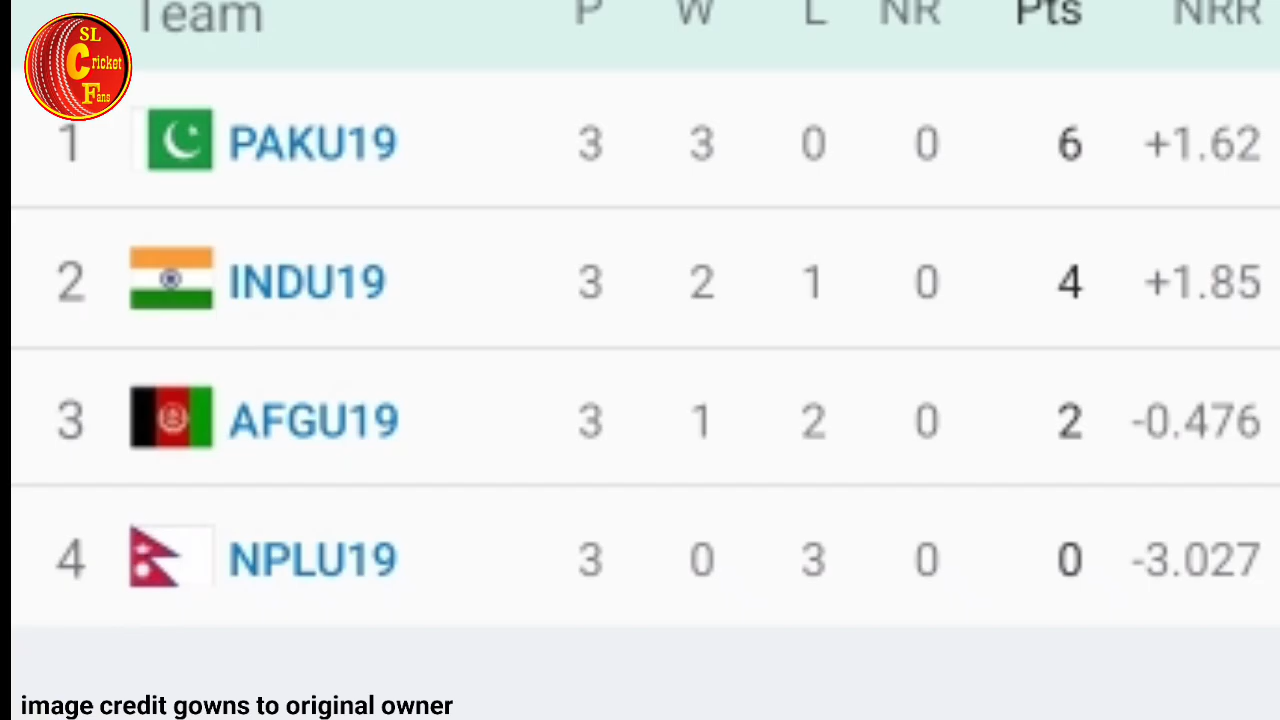 Team P W L NR Pts NRR
SL
Cricket
Fans
1 PAKU19 3 3 0 0 6 +1.62
2 INDU19 3 2 1 0 4 +1.85
3 AFGU19 3 1 2 0 2 -0.476
4 NPLU19 3 0 3 0 0 -3.027
image credit gowns to original owner